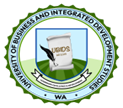 UNIVERSITY OF BUSINESS AND INTEGRATED DEVELOPMENT STUDIES
WA